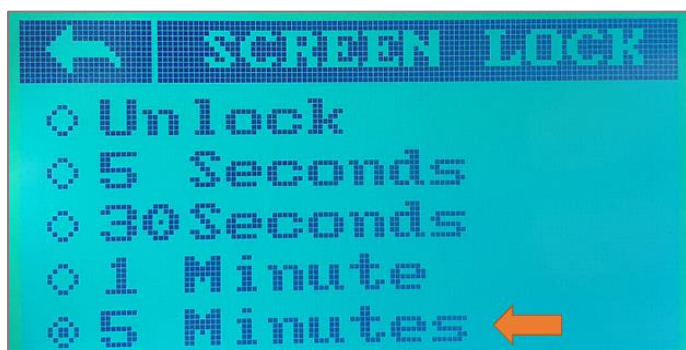 SCREEN LOCK
Unlock
5 Seconds
30Seconds
1 Minute
5 Minutes